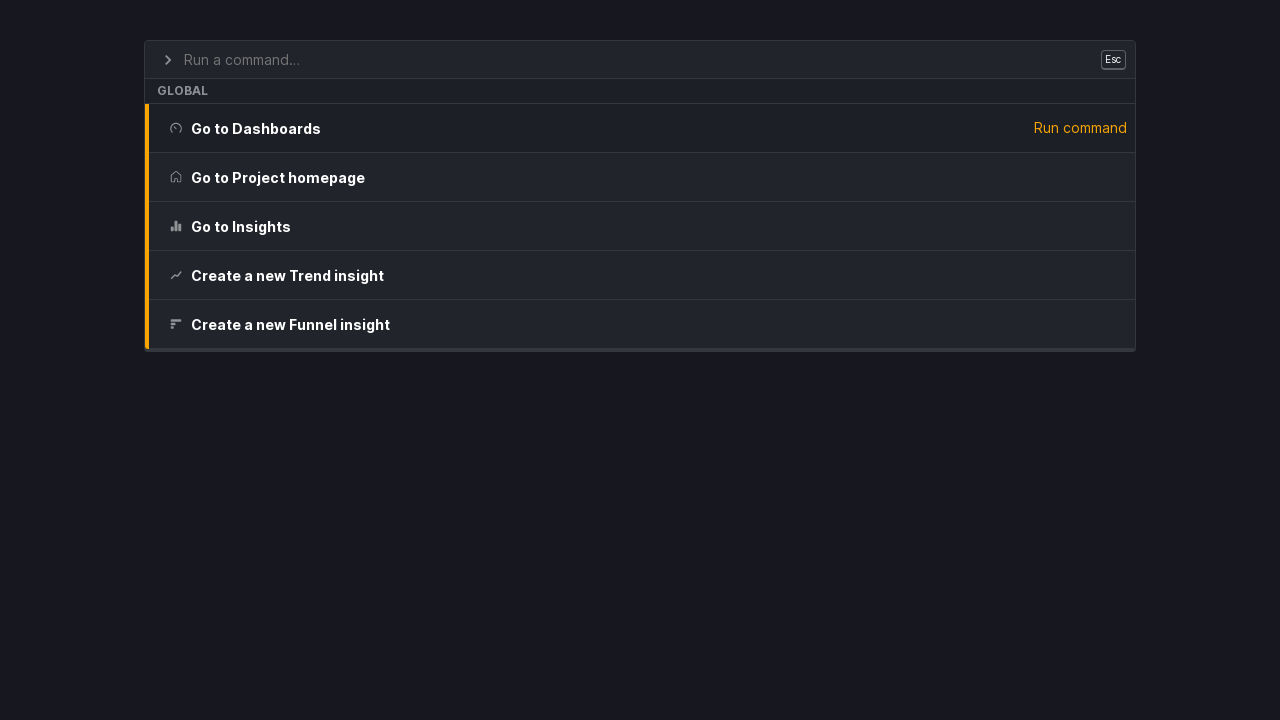 Run a command...
Esc
GLOBAL
Go to Dashboards
Run command
Go to Project homepage
Go to Insights
Create a new Trend insight
Create a new Funnel insight